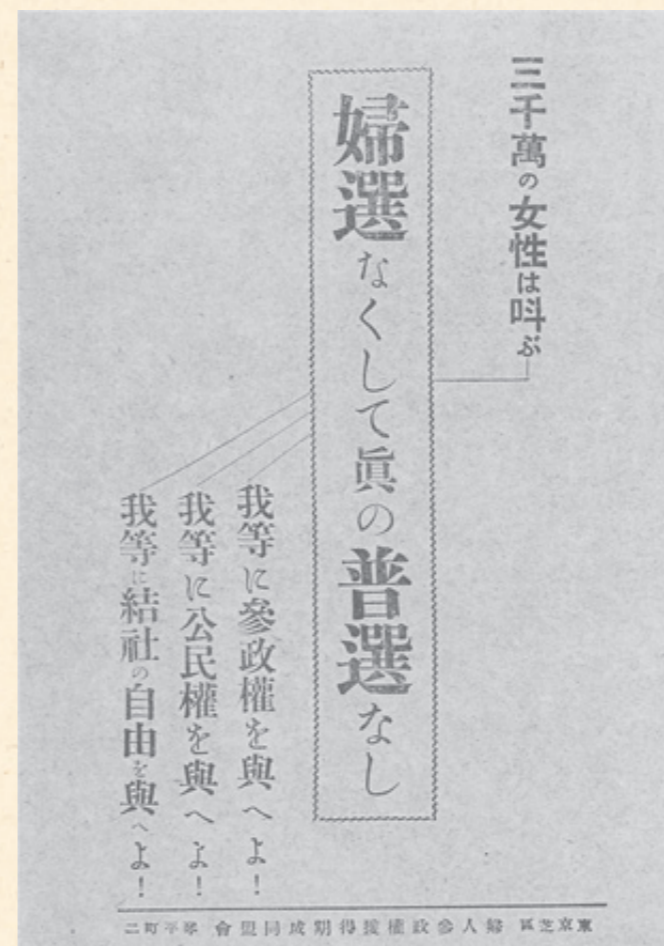 三千萬の女性は叫ぶ
婦選なくして眞の普選なし
我等に參政權を與へよ！
我等に公民權を與へよ！
我等に結社の自由を與へよ！
東京芝區 婦人參政權獲得期成同盟會 琴平町二